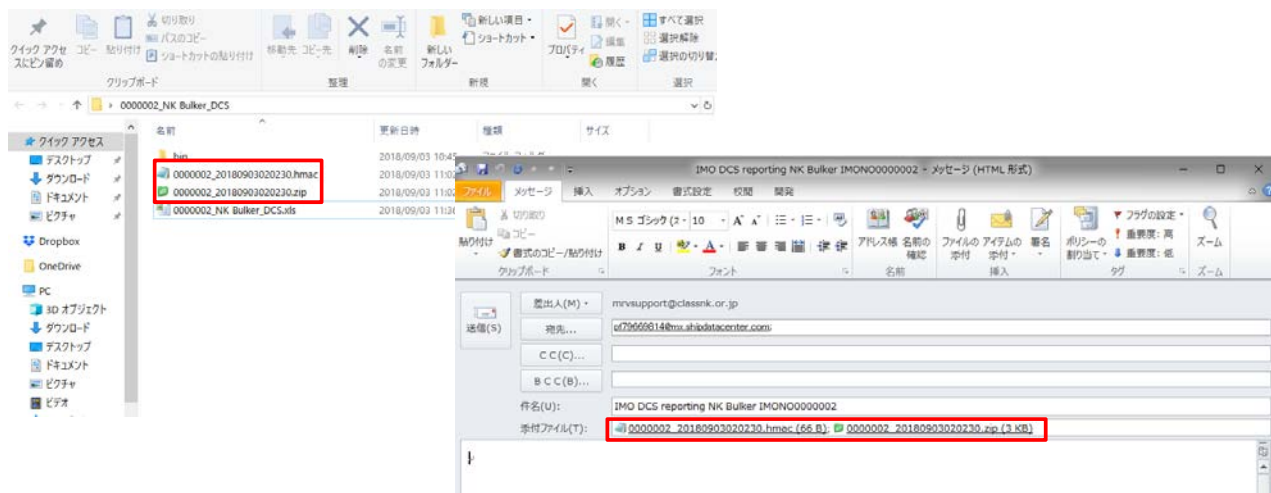 クイック アクセスにピン留め
コピー
貼り付け
切り取り
パスのコピー
ショートカットの貼り付け
クリップボード
移動先
コピー先
削除
名前の変更
整理
新しいフォルダー
新しい項目
ショートカット
新規
プロパティ
開く
編集
履歴
開く
すべて選択
選択解除
選択の切り替
選択
0000002_NK Bulker_DCS
名前
更新日時
種類
サイズ
クイック アクセス
デスクトップ
ダウンロード
ドキュメント
ピクチャ
Dropbox
OneDrive
PC
3D オブジェクト
ダウンロード
デスクトップ
ドキュメント
ピクチャ
ビデオ
bin 2018/09/03 10:45
0000002_20180903020230.hmac 2018/09/03 11:02
0000002_20180903020230.zip 2018/09/03 11:02
0000002_NK Bulker_DCS.xls
IMO DCS reporting NK Bulker IMONO0000002 - メッセージ (HTML 形式)
ファイル メッセージ 挿入 オプション 書式設定 校閲 開発
貼り付け
切り取り
コピー
書式のコピー/貼り付け
クリップボード
MS ゴシック
10
B I U
フォント
アドレス帳
名前の確認
名前
ファイルの添付
アイテムの添付
署名
挿入
ポリシーの割り当て
フラグの設定
重要度: 高
重要度: 低
タグ
ズーム
ズーム
送信(S)
差出人(M)
mrvsupport@classnk.or.jp
宛先...
C C(C)...
B C C(B)...
件名(U):
IMO DCS reporting NK Bulker IMONO0000002
添付ファイル(T):
0000002_20180903020230.hmac (66 B); 0000002_20180903020230.zip (3 KB)